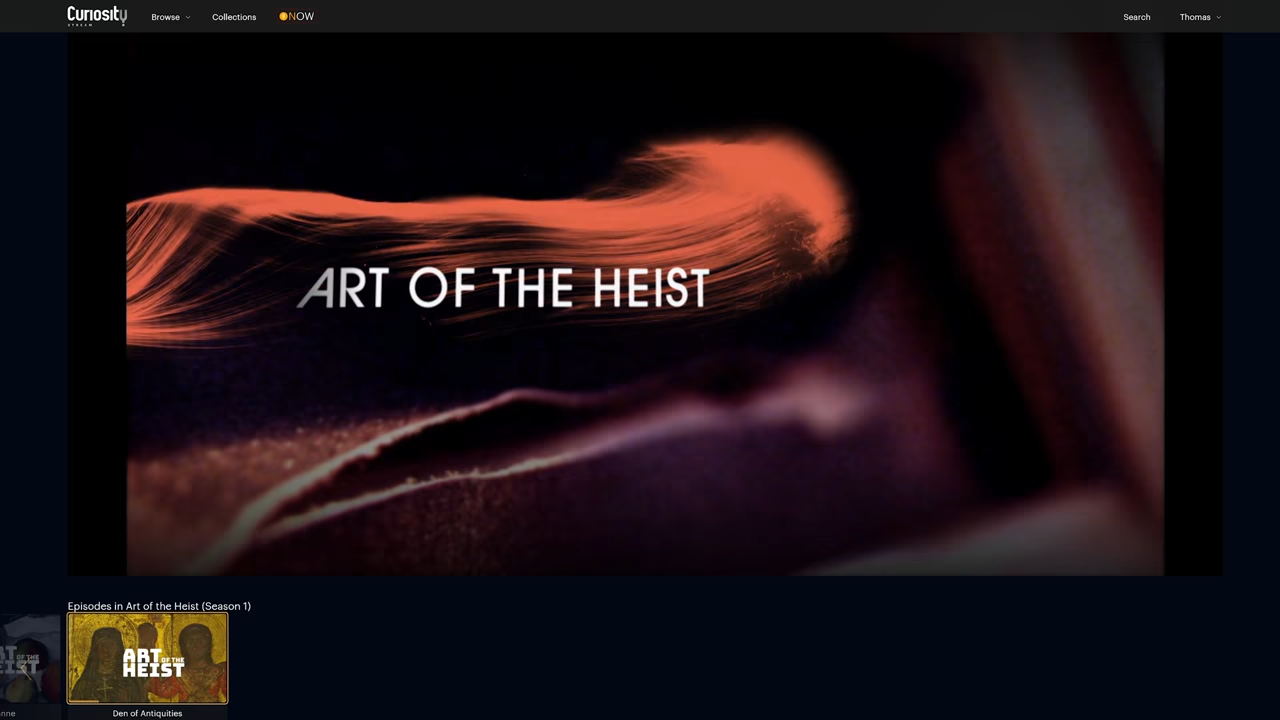 Curiosity
STREAM
Browse
Collections
NOW
Search
Thomas
ART OF THE HEIST
Episodes in Art of the Heist (Season 1)
ART OF THE
HEIST
Den of Antiquities